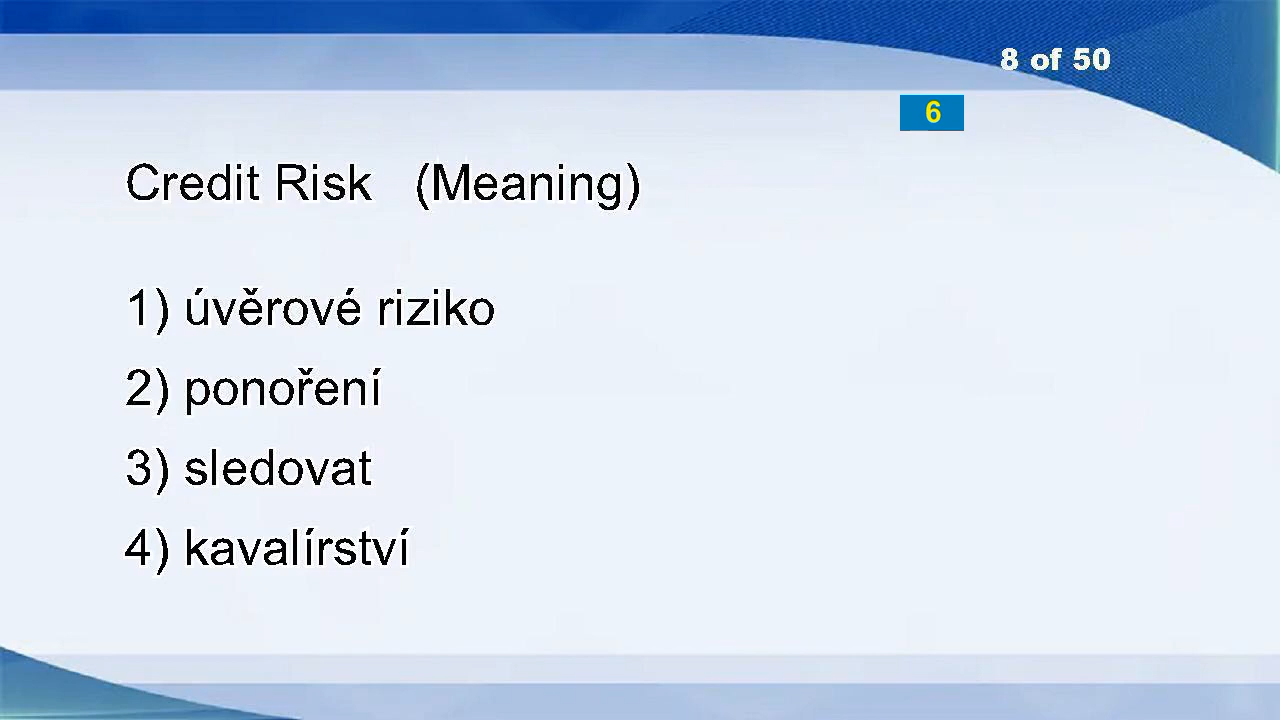 8 of 50
6
Credit Risk (Meaning)
1) úvěrové riziko
2) ponoření
3) sledovat
4) kavalírství